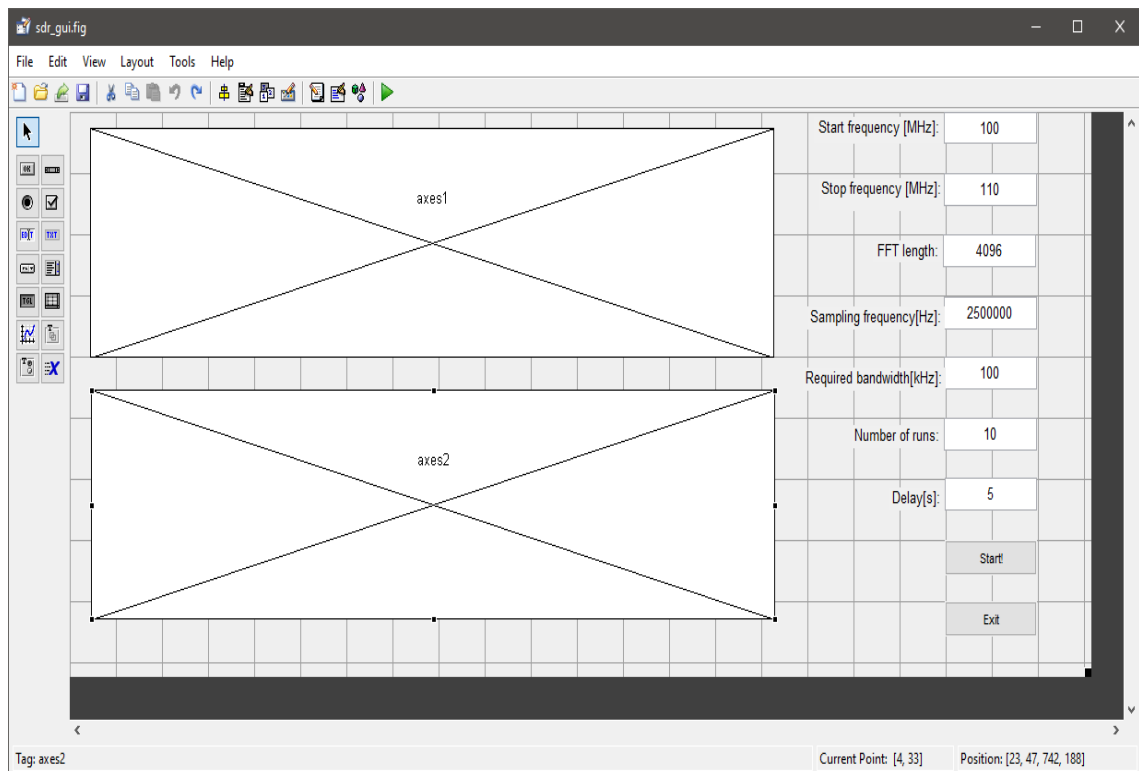 sdr_gui.fig
File Edit View Layout Tools Help
Start frequency [MHz]: 100
axes1
Stop frequency [MHz]: 110
FFT length: 4096
Sampling frequency[Hz]: 2500000
Required bandwidth[kHz]: 100
Number of runs: 10
axes2
Delay[s]: 5
Start!
Exit
Tag: axes2 Current Point: [4, 33] Position: [23, 47, 742, 188]